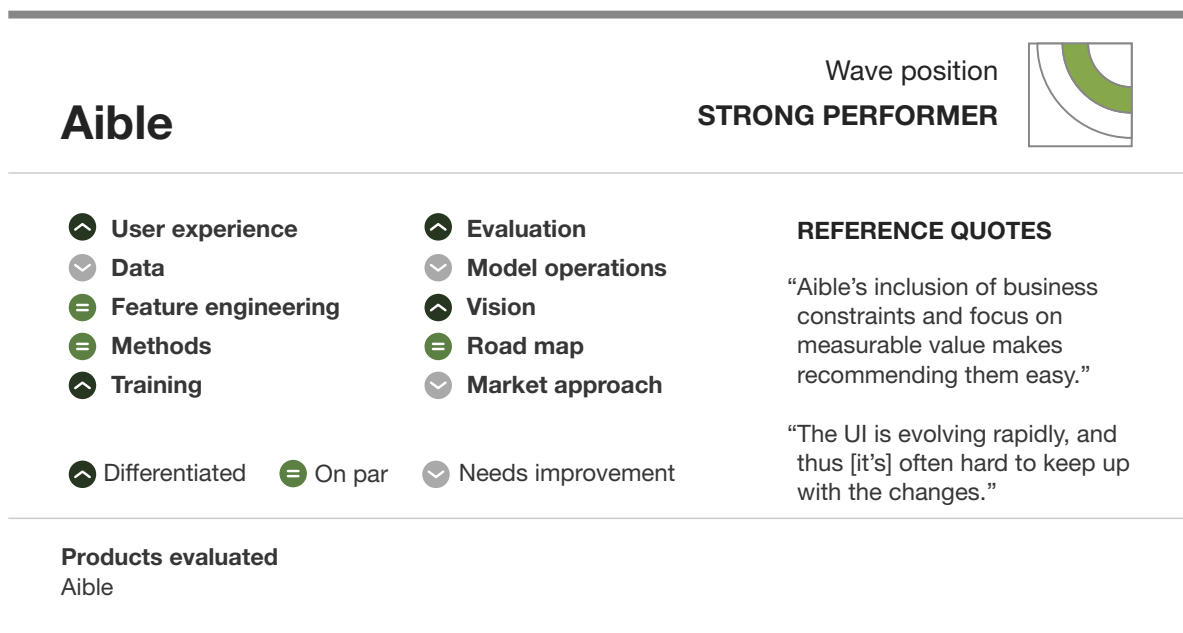 Aible
Wave position
STRONG PERFORMER
User experience
Data
Feature engineering
Methods
Training
Evaluation
Model operations
Vision
Road map
Market approach
Differentiated
On par
Needs improvement
REFERENCE QUOTES
“Aible’s inclusion of business
constraints and focus on
measurable value makes
recommending them easy.”
“The UI is evolving rapidly, and
thus [it’s] often hard to keep up
with the changes.”
Products evaluated
Aible